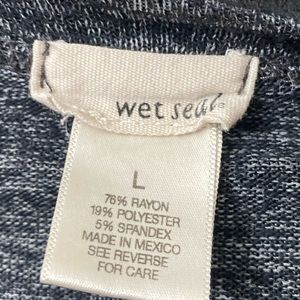 wet seal.
L
76% RAYON
19% POLYESTER
5% SPANDEX
MADE IN MEXICO
SEE REVERSE
FOR CARE